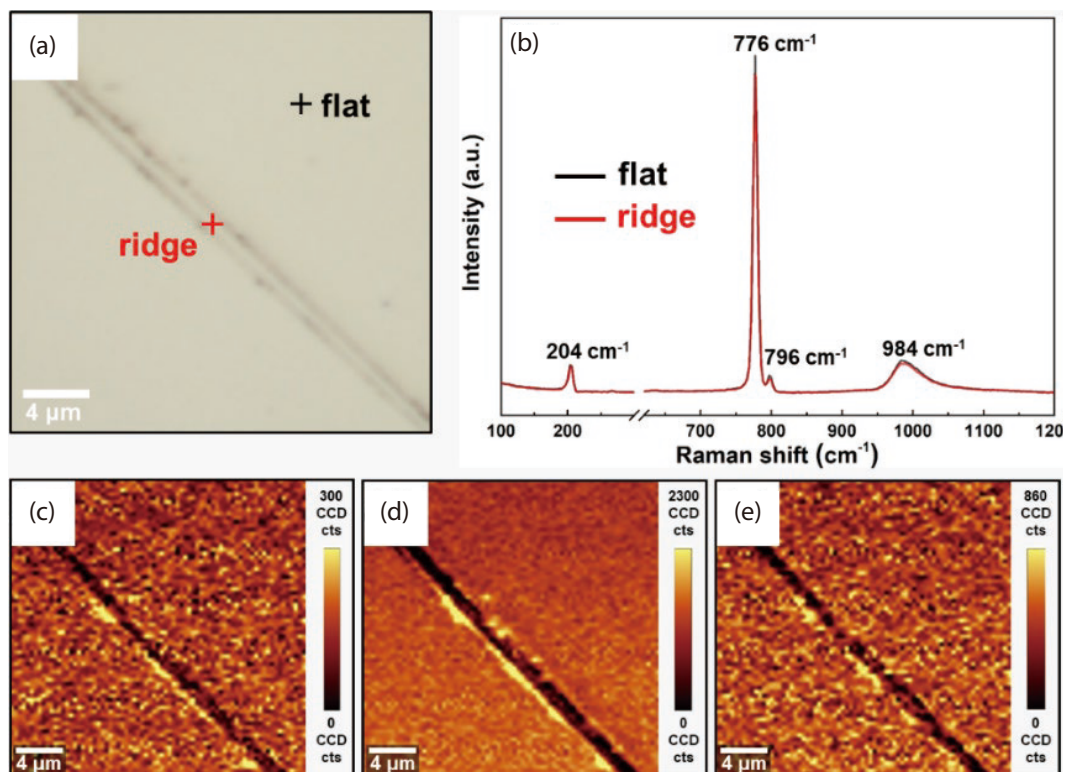 (a)
flat
ridge
4 µm
(b)
776 cm⁻¹
flat
ridge
204 cm⁻¹
796 cm⁻¹
984 cm⁻¹
Intensity (a.u.)
100 200 700 800 900 1000 1100 120
Raman shift (cm⁻¹)
(c)
300
CCD
cts
0
CCD
cts
4 µm
(d)
2300
CCD
cts
0
CCD
cts
4 µm
(e)
860
CCD
cts
0
CCD
cts
4 µm